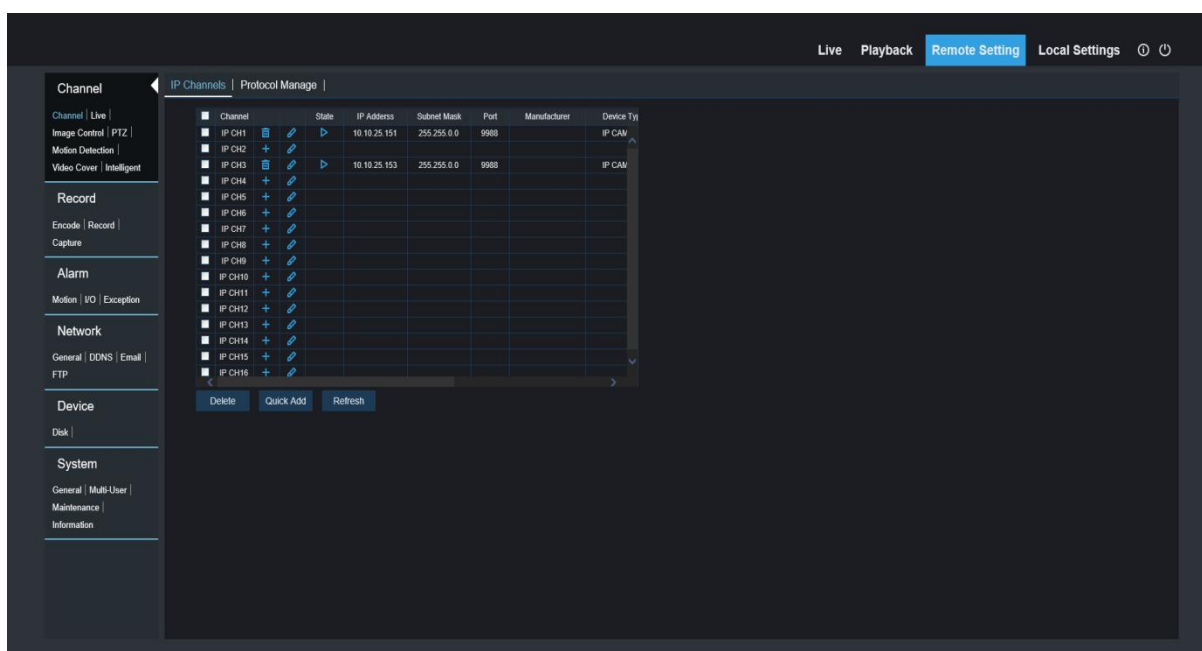 Live Playback Remote Setting Local Settings
Channel
Channel | Live |
Image Control | PTZ |
Motion Detection |
Video Cover | Intelligent
Record
Encode | Record |
Capture
Alarm
Motion | I/O | Exception
Network
General | DDNS | Email |
FTP
Device
Disk |
System
General | Multi-User |
Maintenance |
Information
IP Channels | Protocol Manage |
Channel State IP Adderss Subnet Mask Port Manufacturer Device Typ
IP CH1 10.10.25.151 255.255.0.0 9988 IP CAM
IP CH2 +
IP CH3 10.10.25.153 255.255.0.0 9988 IP CAM
IP CH4 +
IP CH5 +
IP CH6 +
IP CH7 +
IP CH8 +
IP CH9 +
IP CH10 +
IP CH11 +
IP CH12 +
IP CH13 +
IP CH14 +
IP CH15 +
IP CH16 +
Delete Quick Add Refresh